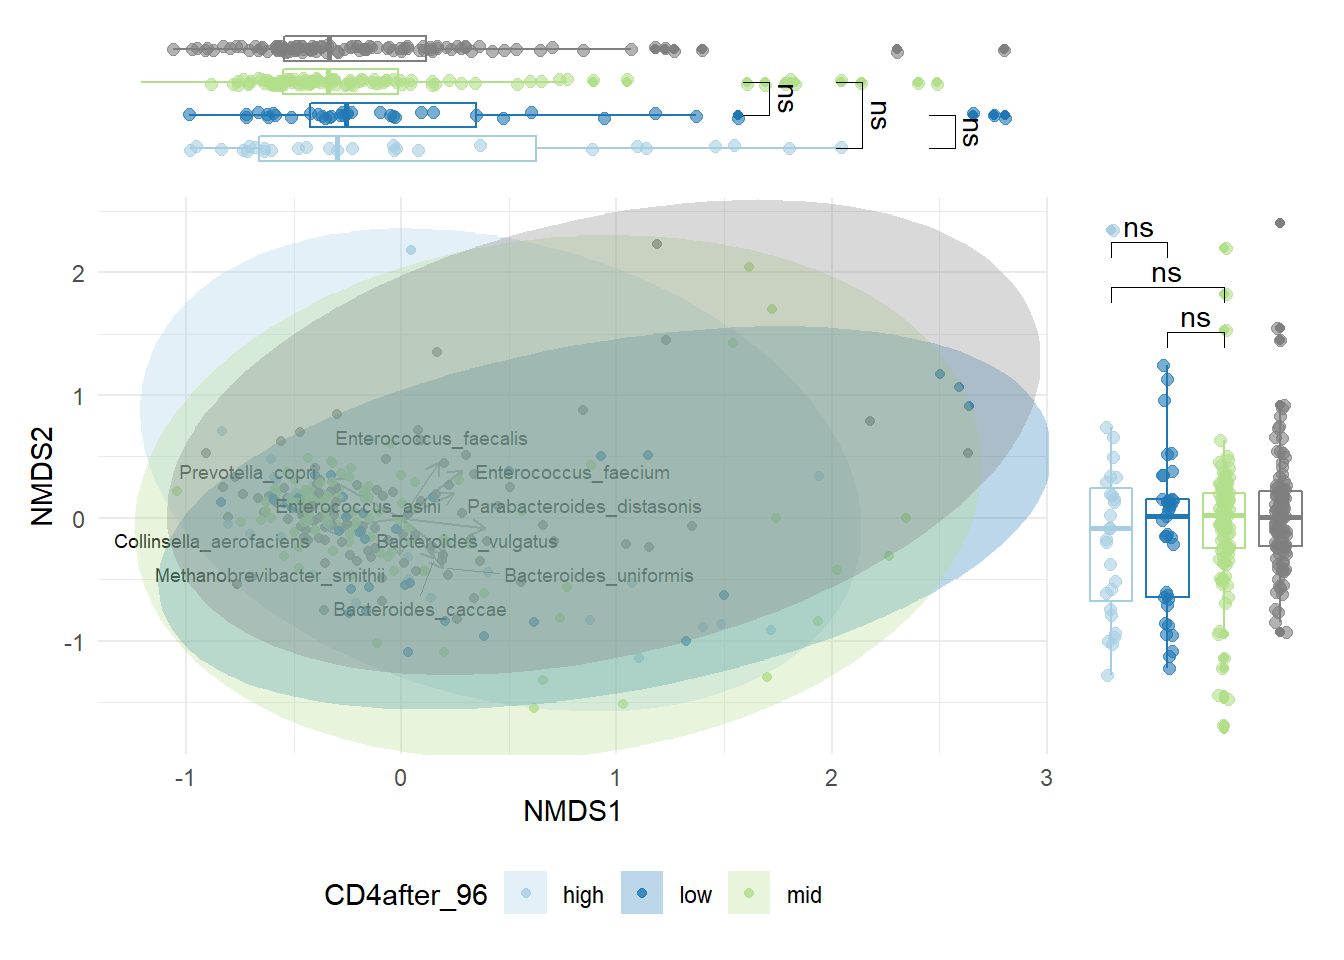 ns
ns
ns
ns
ns
ns
NMDS2
2
1
0
-1
Enterococcus_faecalis
Prevotella_copri
Enterococcus_faecium
Enterococcus_asini
Parabacteroides_distasonis
Collinsella_aerofaciens
Bacteroides_vulgatus
Methanobrevibacter_smithii
Bacteroides_uniformis
Bacteroides_caccae
-1 0 1 2 3
NMDS1
CD4after_96 high low mid